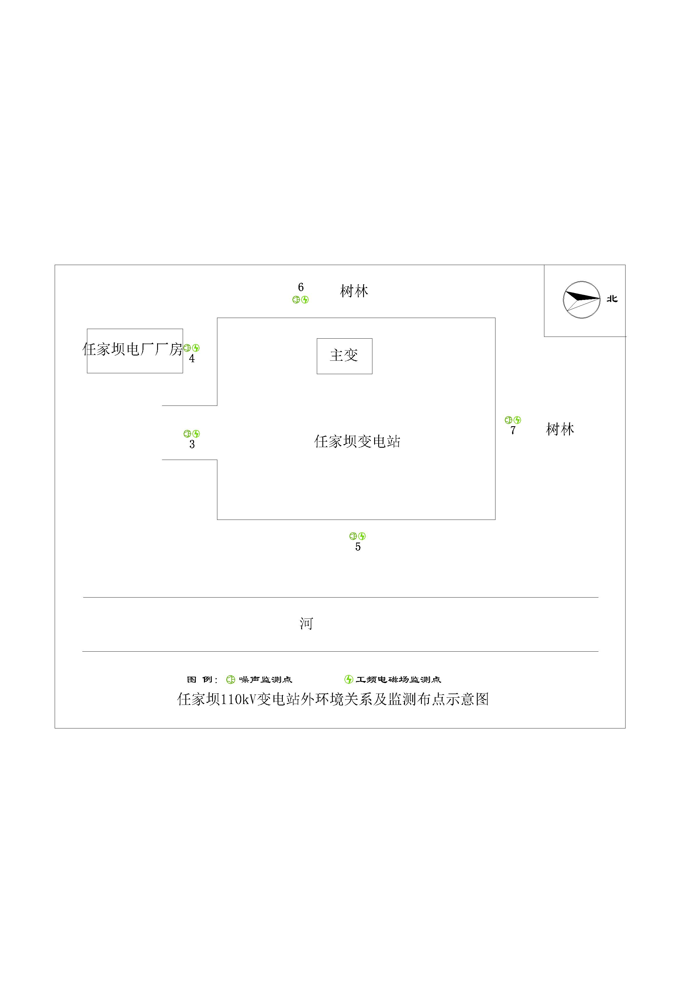 6
树林
北
任家坝电厂厂房
4
主变
7
树林
3
任家坝变电站
5
河
图 例: 噪声监测点 工频电磁场监测点
任家坝110kV变电站外环境关系及监测布点示意图